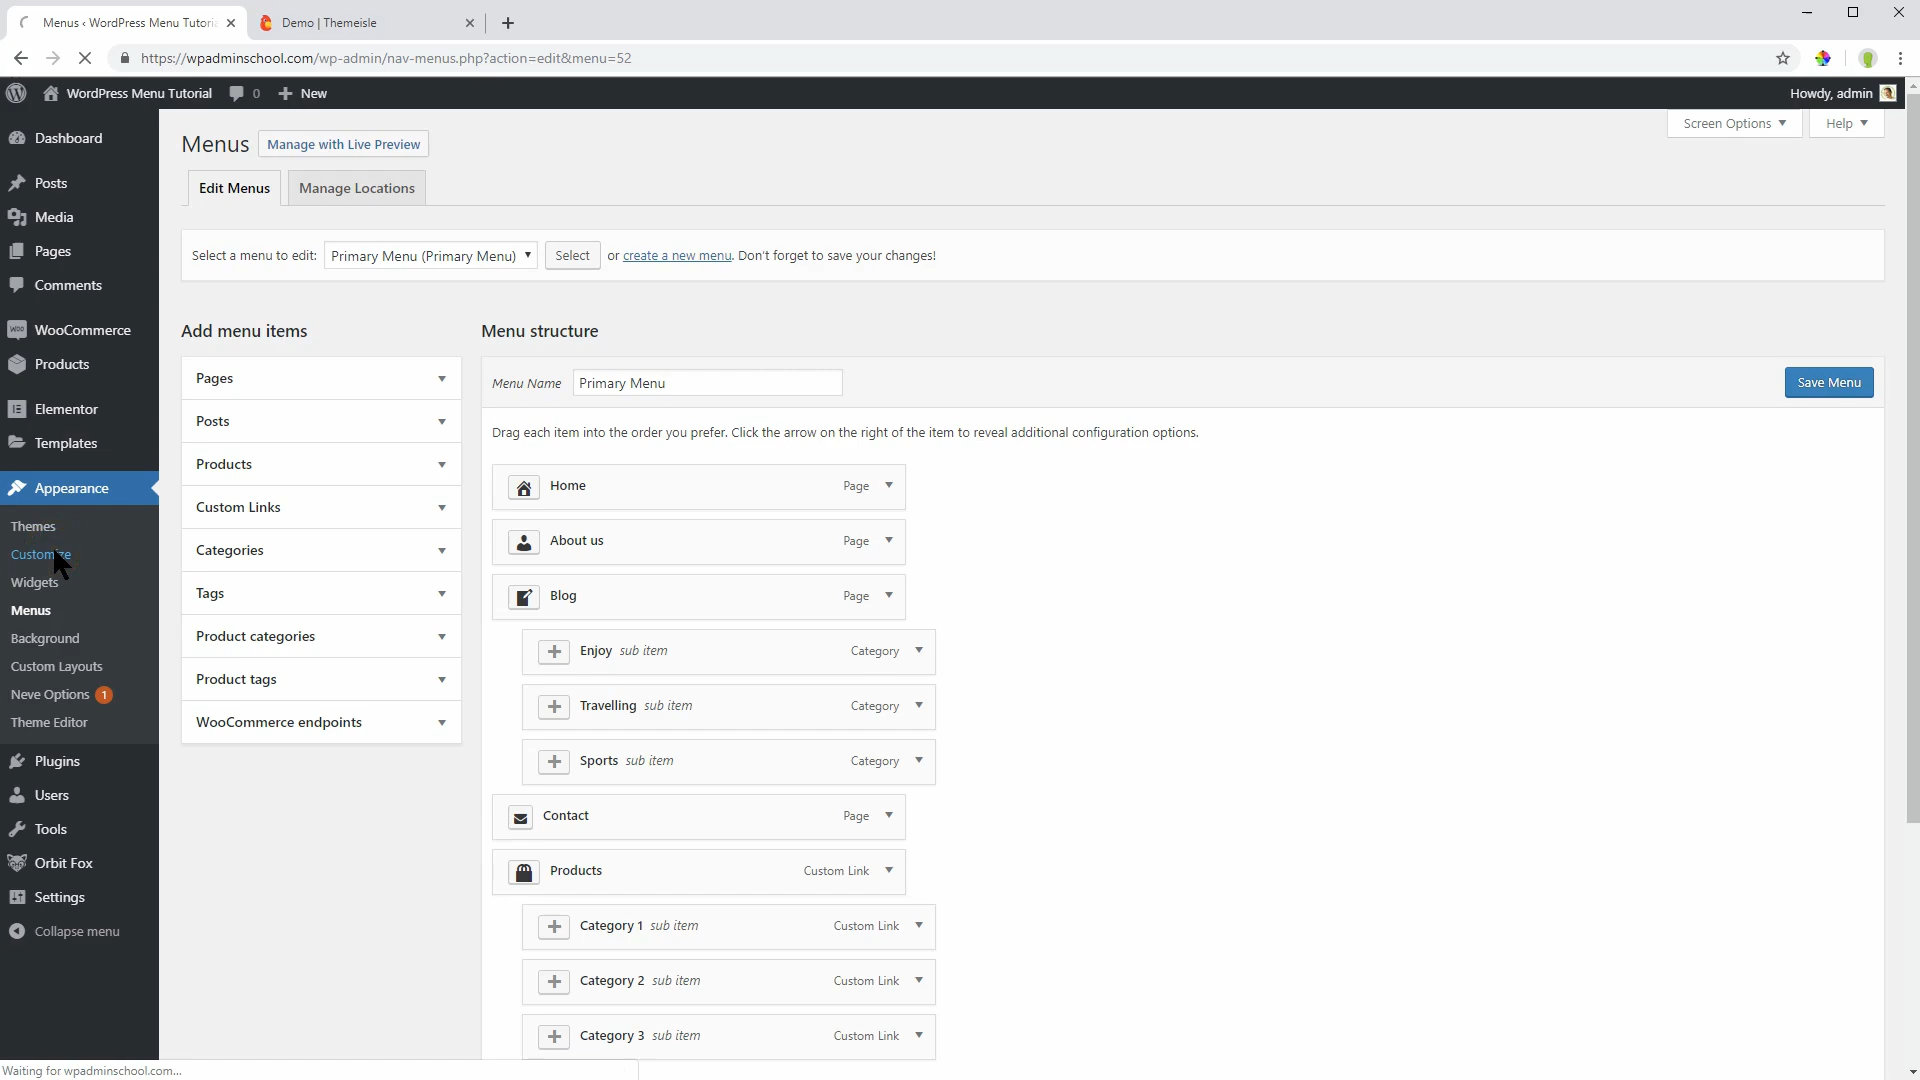 Menus ‹ WordPress Menu Tutoria
Demo | Themeisle
https://wpadminschool.com/wp-admin/nav-menus.php?action=edit&menu=52
WordPress Menu Tutorial
0
New
Howdy, admin
Dashboard
Posts
Media
Pages
Comments
WooCommerce
Products
Elementor
Templates
Appearance
Themes
Customize
Widgets
Menus
Background
Custom Layouts
Neve Options 1
Theme Editor
Plugins
Users
Tools
Orbit Fox
Settings
Collapse menu
Screen Options
Help
Menus
Manage with Live Preview
Edit Menus
Manage Locations
Select a menu to edit: Primary Menu (Primary Menu) Select or create a new menu. Don't forget to save your changes!
Add menu items
Pages
Posts
Products
Custom Links
Categories
Tags
Product categories
Product tags
WooCommerce endpoints
Menu structure
Menu Name Primary Menu
Save Menu
Drag each item into the order you prefer. Click the arrow on the right of the item to reveal additional configuration options.
Home Page
About us Page
Blog Page
Enjoy sub item Category
Travelling sub item Category
Sports sub item Category
Contact Page
Products Custom Link
Category 1 sub item Custom Link
Category 2 sub item Custom Link
Category 3 sub item Custom Link
Waiting for wpadminschool.com...